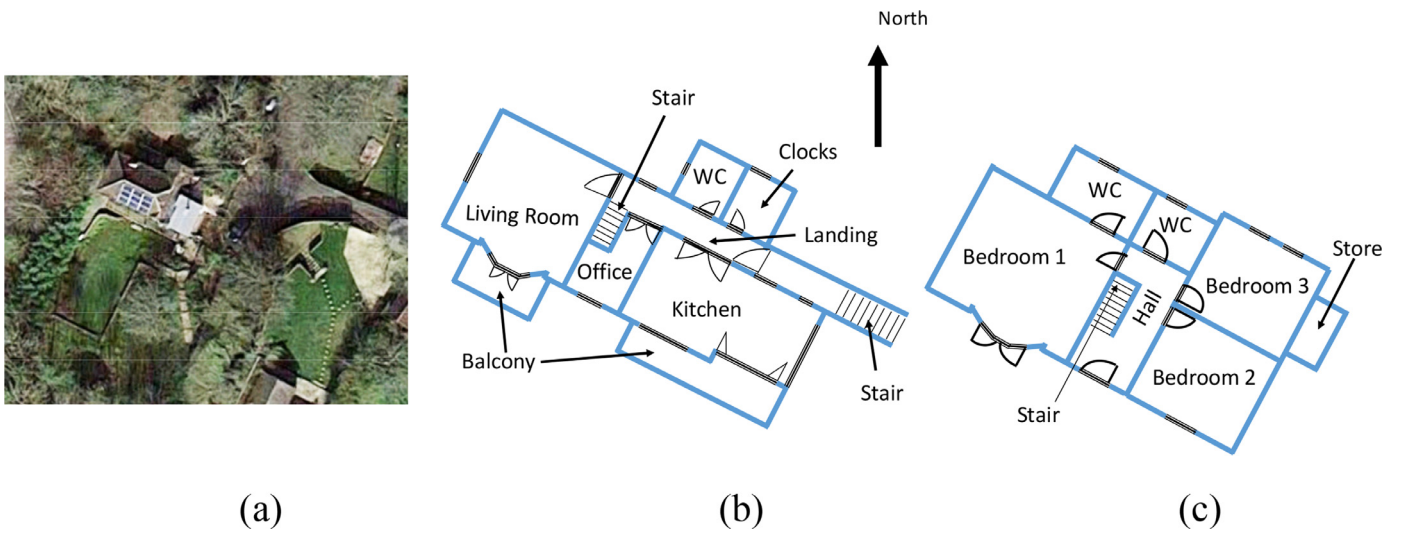 North
Stair
Clocks
WC
Living Room
Landing
Office
Kitchen
Balcony
Stair
WC
WC
Bedroom 1
Store
Bedroom 3
Hall
Bedroom 2
Stair
(a)
(b)
(c)